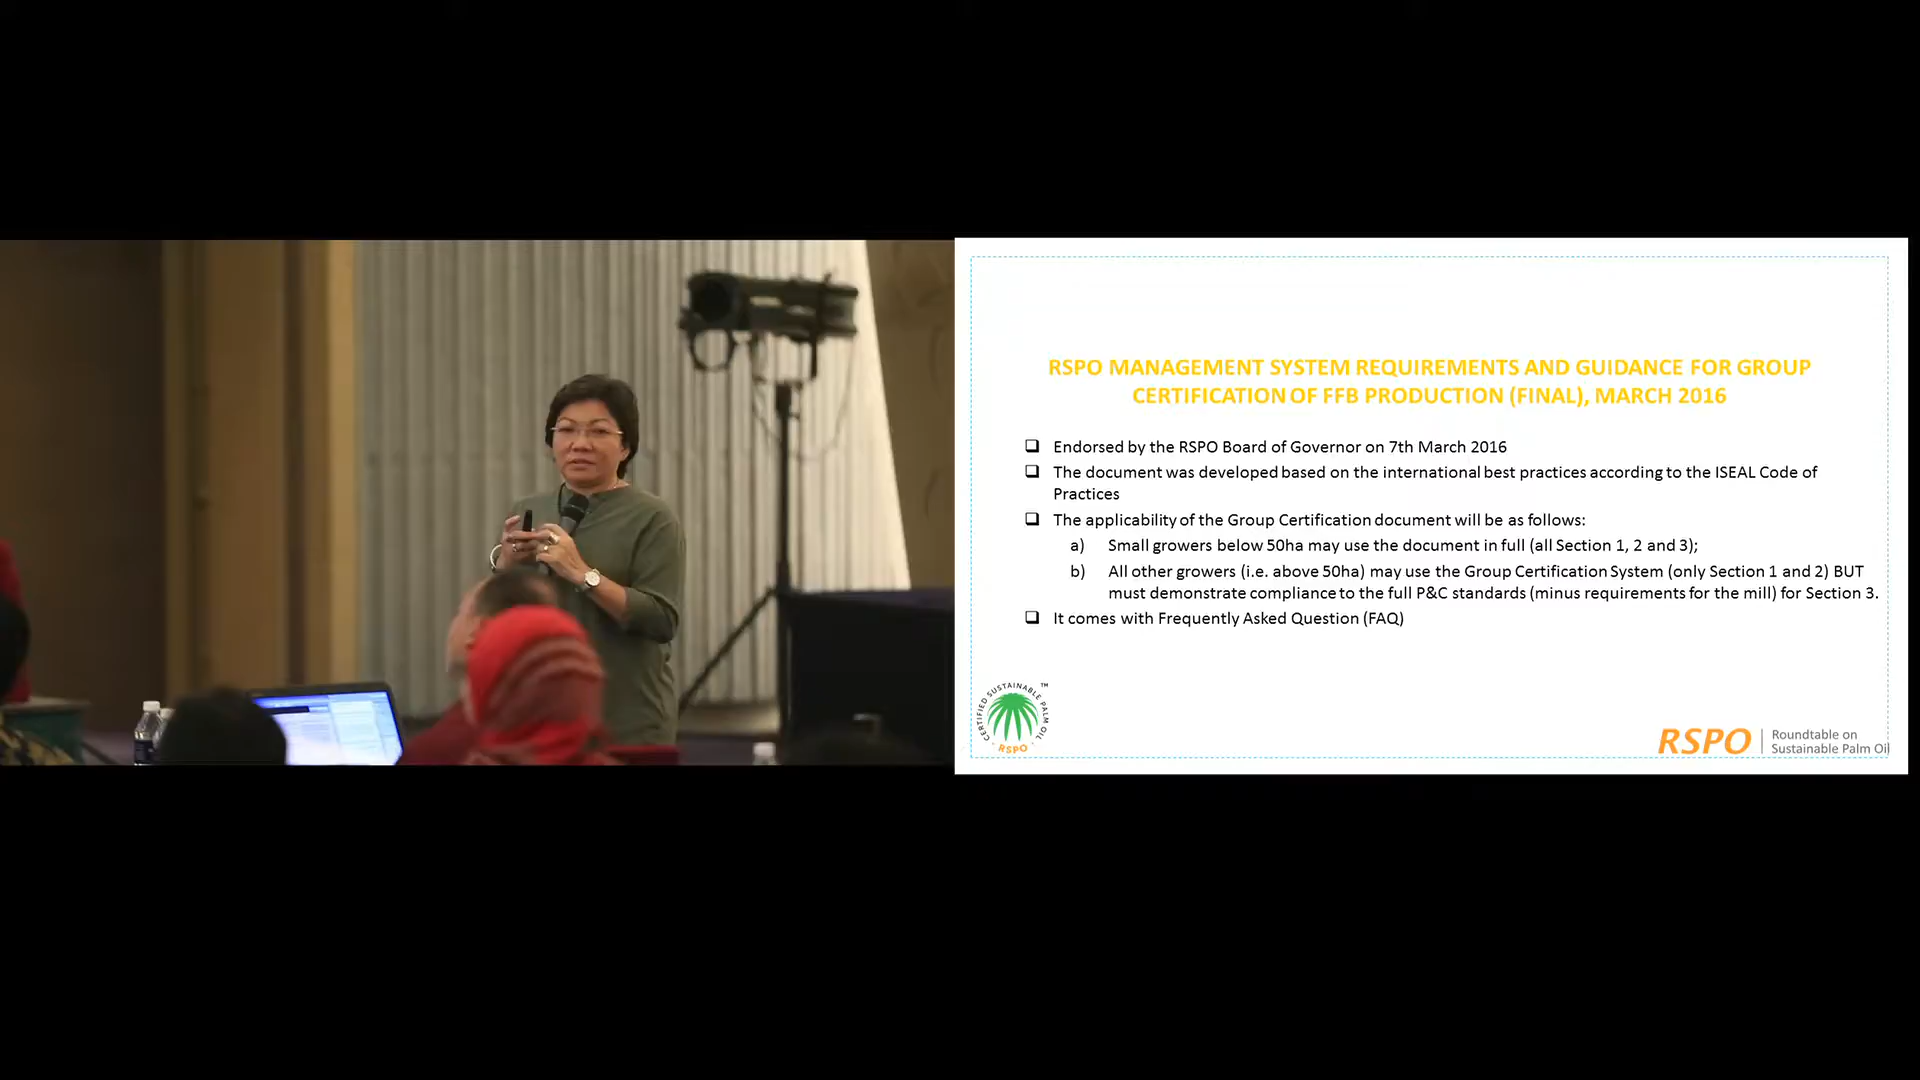 RSPO MANAGEMENT SYSTEM REQUIREMENTS AND GUIDANCE FOR GROUP
CERTIFICATION OF FFB PRODUCTION (FINAL), MARCH 2016
❑ Endorsed by the RSPO Board of Governor on 7th March 2016
❑ The document was developed based on the international best practices according to the ISEAL Code of
Practices
❑ The applicability of the Group Certification document will be as follows:
a) Small growers below 50ha may use the document in full (all Section 1, 2 and 3);
b) All other growers (i.e. above 50ha) may use the Group Certification System (only Section 1 and 2) BUT
must demonstrate compliance to the full P&C standards (minus requirements for the mill) for Section 3.
❑ It comes with Frequently Asked Question (FAQ)
CERTIFIED SUSTAINABLE PALM OIL ™
RSPO
RSPO
Roundtable on
Sustainable Palm Oil